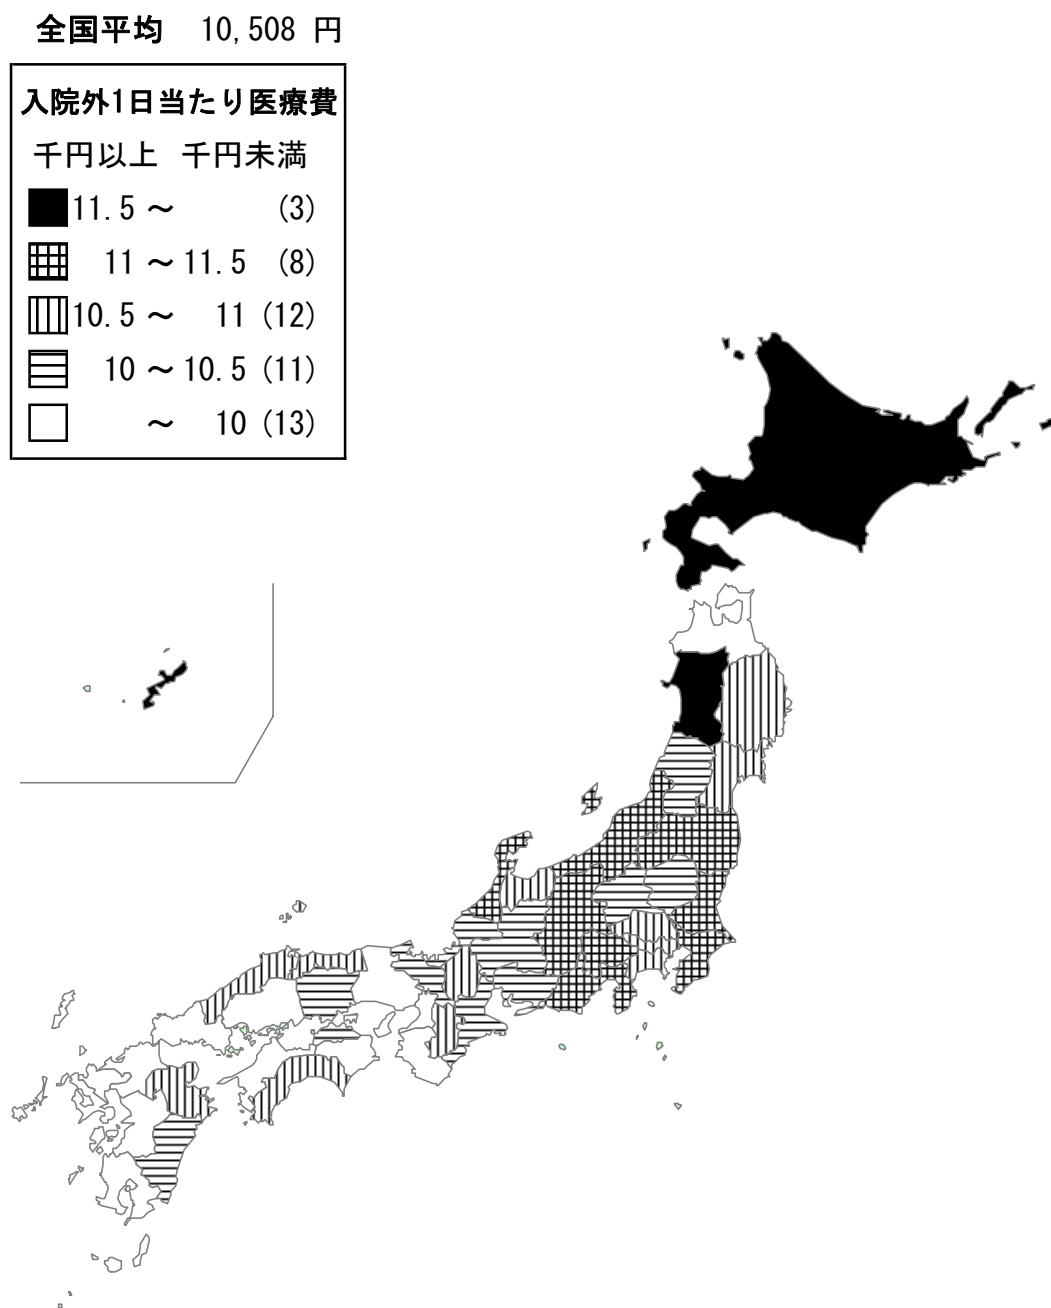 全国平均 10,508 円
入院外1日当たり医療費
千円以上 千円未満
11.5 ～ (3)
11 ～ 11.5 (8)
10.5 ～ 11 (12)
10 ～ 10.5 (11)
～ 10 (13)